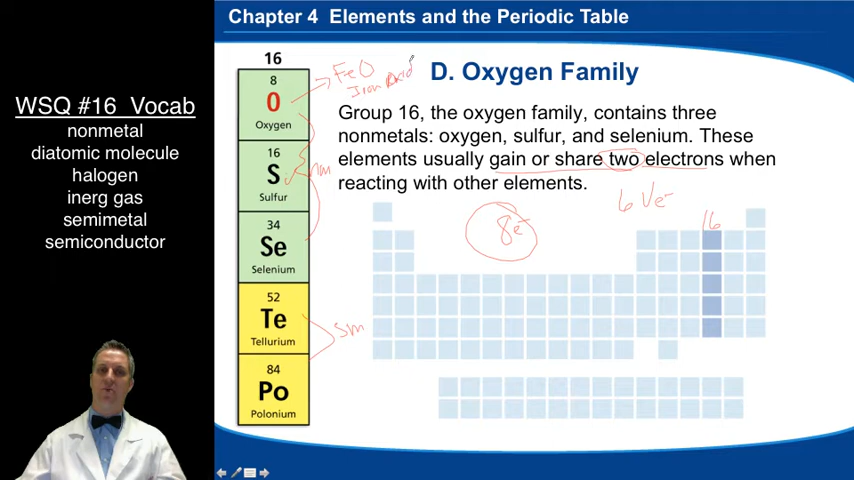 Chapter 4 Elements and the Periodic Table
WSQ #16 Vocab
nonmetal
diatomic molecule
halogen
inerg gas
semimetal
semiconductor
16
8
O
Oxygen
16
S
Sulfur
34
Se
Selenium
52
Te
Tellurium
84
Po
Polonium
FeO
Iron
nm
sm
D. Oxygen Family
Group 16, the oxygen family, contains three
nonmetals: oxygen, sulfur, and selenium. These
elements usually gain or share two electrons when
reacting with other elements.
6 Ve-
8e-
16